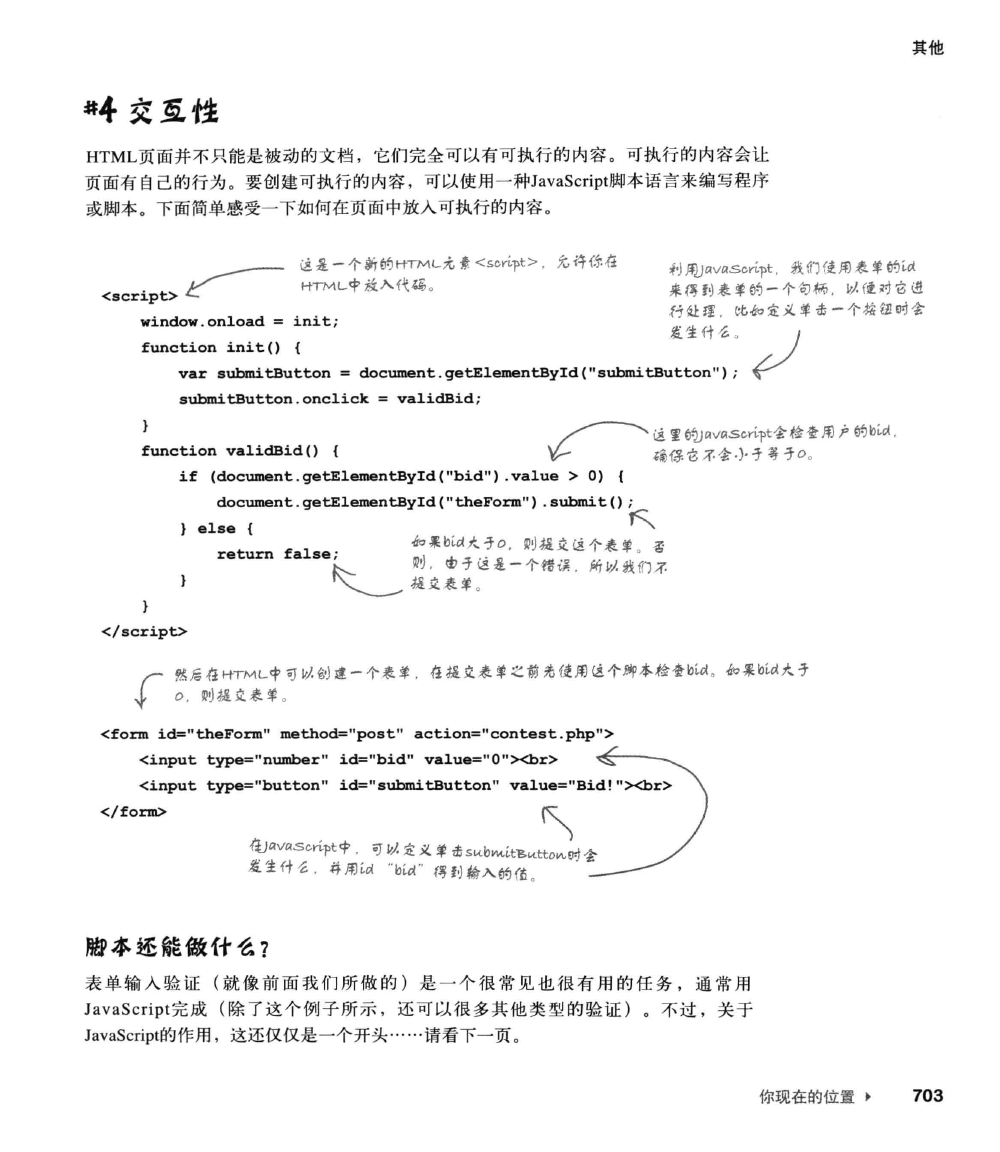 其他
#4 交互性
HTML页面并不只能是被动的文档，它们完全可以有可执行的内容。可执行的内容会让
页面有自己的行为。要创建可执行的内容，可以使用一种JavaScript脚本语言来编写程序
或脚本。下面简单感受一下如何在页面中放入可执行的内容。
这是一个新的HTML元素<script>，允许你在
HTML中放入代码。
利用JavaScript，我们使用表单的id
来得到表单的一个句柄，以便对它进
行处理，比如定义单击一个按钮时会
发生什么。
<script>
window.onload = init;
function init() {
var submitButton = document.getElementById("submitButton");
submitButton.onclick = validBid;
}
function validBid() {
这里的JavaScript会检查用户的bid，
确保它不会小于等于0。
if (document.getElementById("bid").value > 0) {
document.getElementById("theForm").submit();
} else {
return false;
如果bid大于0，则提交这个表单。否
则，由于这是一个错误，所以我们不
提交表单。
}
}
</script>
然后在HTML中可以创建一个表单，在提交表单之前先使用这个脚本检查bid。如果bid大于
0，则提交表单。
<form id="theForm" method="post" action="contest.php">
<input type="number" id="bid" value="0"><br>
<input type="button" id="submitButton" value="Bid!"><br>
</form>
在JavaScript中，可以定义单击submitButton时会
发生什么，并用id“bid”得到输入的值。
脚本还能做什么？
表单输入验证（就像前面我们所做的）是一个很常见也很有用的任务，通常用
JavaScript完成（除了这个例子所示，还可以很多其他类型的验证）。不过，关于
JavaScript的作用，这还仅仅是一个开头……请看下一页。
你现在的位置 ▶ 703